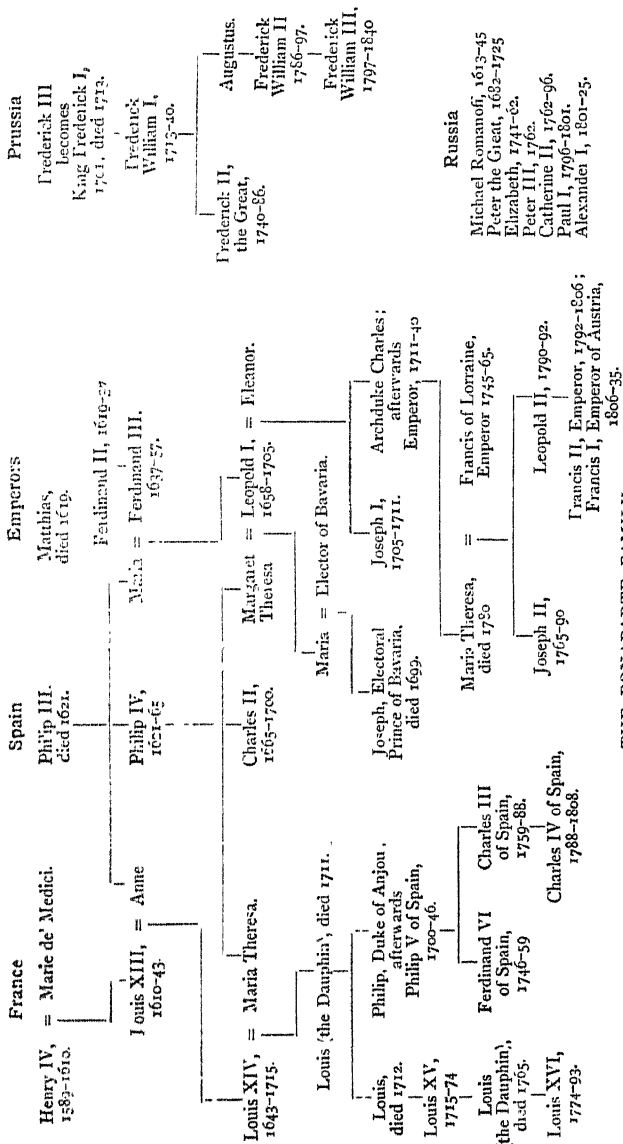 France
Henry IV, = Marie de' Medici.
1589-1610.
Louis XIII, = Anne
1610-43.
Louis XIV, = Maria Theresa.
1643-1715.
Louis (the Dauphin), died 1711.
Louis,
died 1712.
Louis XV,
1715-74
Louis
(the Dauphin),
died 1765.
Louis XVI,
1774-93.
Philip, Duke of Anjou,
afterwards
Philip V of Spain,
1700-46.
Ferdinand VI
of Spain,
1746-59
Charles III
of Spain,
1759-88.
Charles IV of Spain,
1788-1808.
Spain
Philip III.
died 1621.
Philip IV,
1621-65
Maria = Ferdinand III.
1637-57.
Charles II,
1665-1700.
Margaret = Leopold I, = Eleanor.
Theresa
1658-1705.
Maria = Elector of Bavaria.
Joseph, Electoral
Prince of Bavaria,
died 1699.
Emperors
Matthias,
died 1619.
Ferdinand II, 1619-37
Joseph I,
1705-1711.
Archduke Charles;
afterwards
Emperor, 1711-40
Maria Theresa, =
died 1780
Francis of Lorraine,
Emperor 1745-65.
Joseph II,
1765-90
Leopold II, 1790-92.
Francis II, Emperor, 1792-1806;
Francis I, Emperor of Austria,
1806-35.
Prussia
Frederick III
becomes
King Frederick I,
1701, died 1713.
Frederick
William I,
1713-40.
Frederick II,
the Great,
1740-86.
Augustus.
Frederick
William II
1786-97.
Frederick
William III,
1797-1840
Russia
Michael Romanoff, 1613-45
Peter the Great, 1682-1725
Elizabeth, 1741-62.
Peter III, 1762.
Catherine II, 1762-96.
Paul I, 1796-1801.
Alexander I, 1801-25.
THE BONAPARTE FAMILY